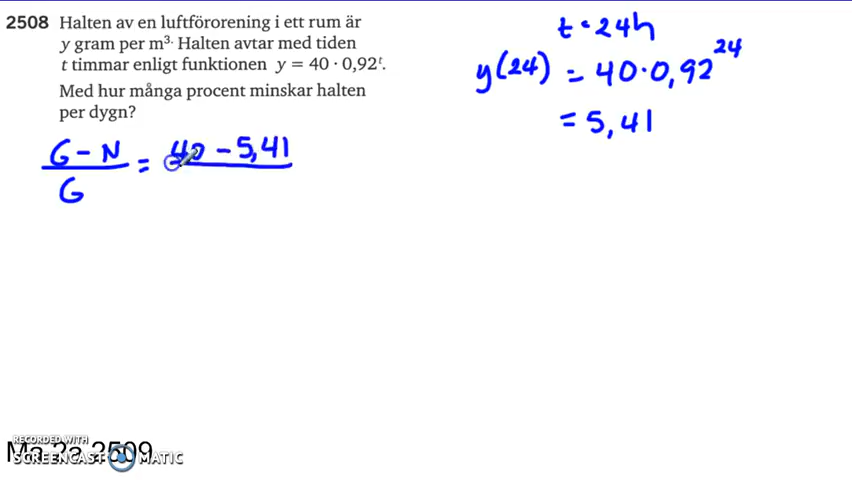 2508 Halten av en luftförorening i ett rum är
y gram per m³. Halten avtar med tiden
t timmar enligt funktionen y = 40 · 0,92ᵗ.
Med hur många procent minskar halten
per dygn?
t = 24h
y(24) = 40·0,92²⁴
= 5,41
G - N = 40 - 5,41
G
Ma 2a 2509
RECORDED WITH
SCREENCAST MATIC